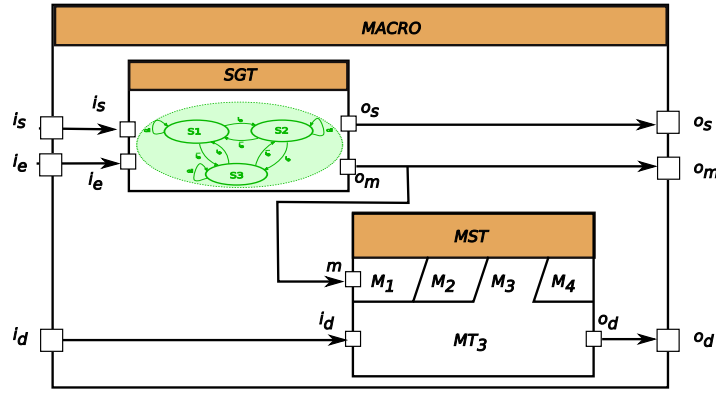 MACRO
SGT
i_s
i_s
o_s
o_s
S1
S2
i_e
i_e
S3
o_m
o_m
MST
m
M_1
M_2
M_3
M_4
i_d
i_d
MT_3
o_d
o_d